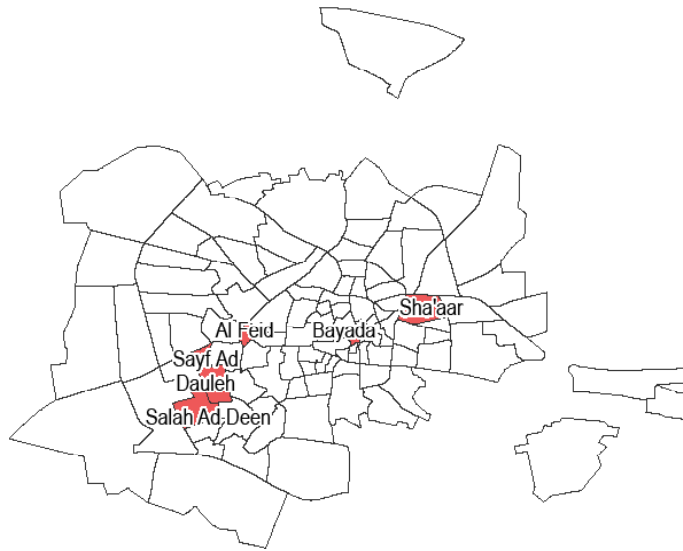 Sha'aar
Al Feid
Bayada
Sayf Ad
Dauleh
Salah Ad Deen